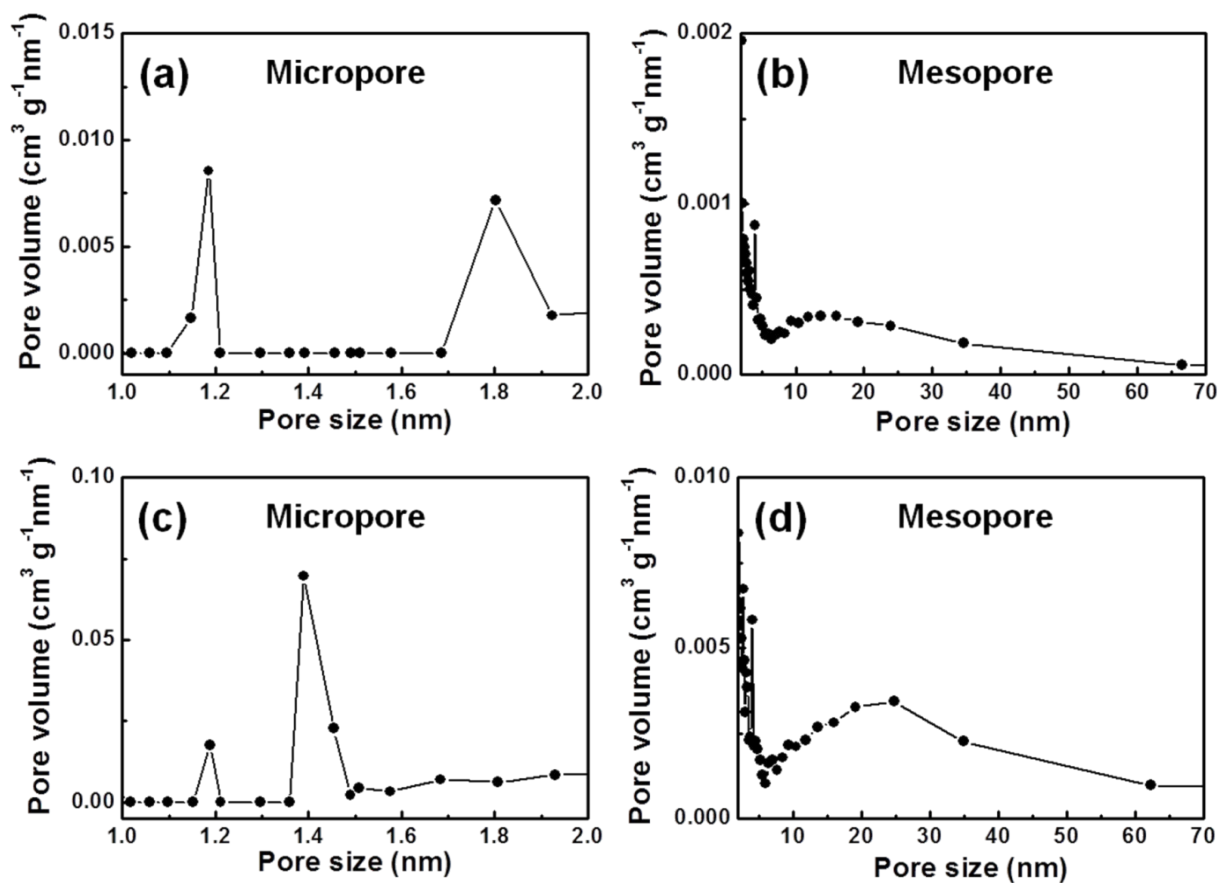 (a) Micropore
Pore volume (cm³ g⁻¹nm⁻¹)
0.015
0.010
0.005
0.000
1.0 1.2 1.4 1.6 1.8 2.0
Pore size (nm)
(b) Mesopore
Pore volume (cm³ g⁻¹nm⁻¹)
0.002
0.001
0.000
10 20 30 40 50 60 70
Pore size (nm)
(c) Micropore
Pore volume (cm³ g⁻¹nm⁻¹)
0.10
0.05
0.00
1.0 1.2 1.4 1.6 1.8 2.0
Pore size (nm)
(d) Mesopore
Pore volume (cm³ g⁻¹nm⁻¹)
0.010
0.005
0.000
10 20 30 40 50 60 70
Pore size (nm)